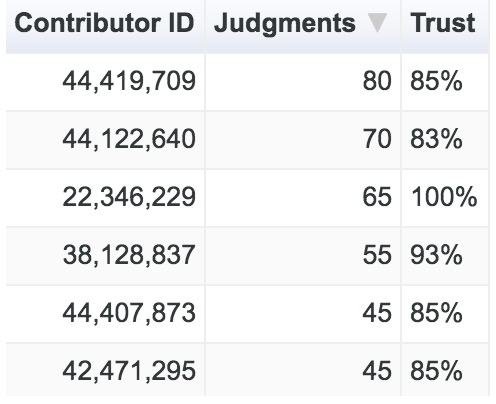 Contributor ID Judgments ▼ Trust
44,419,709 80 85%
44,122,640 70 83%
22,346,229 65 100%
38,128,837 55 93%
44,407,873 45 85%
42,471,295 45 85%